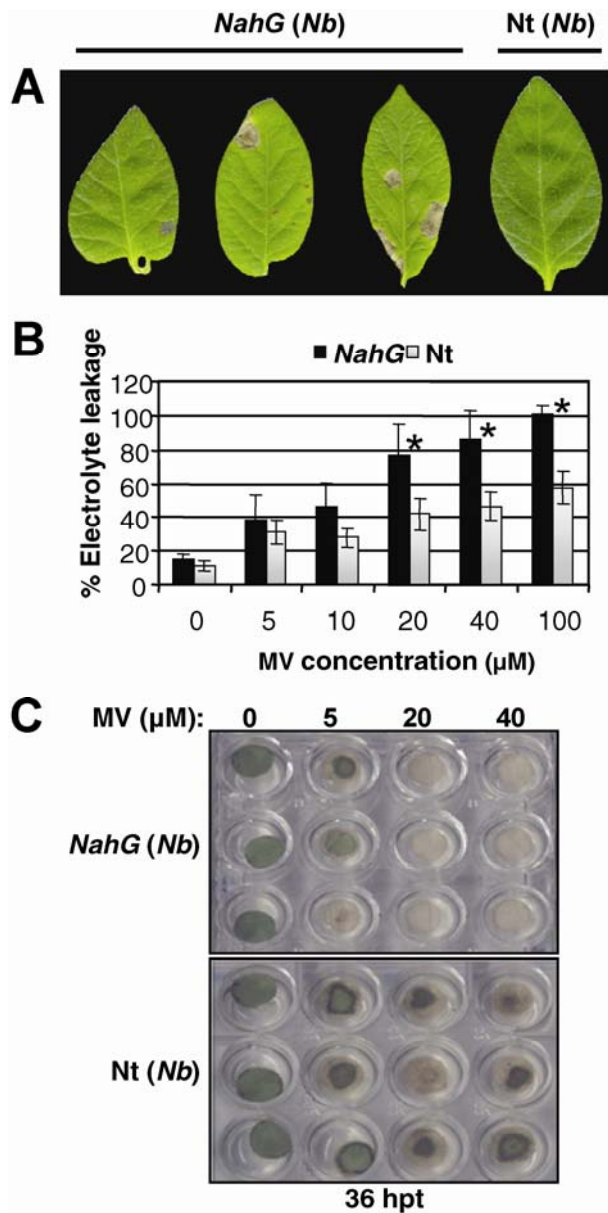 NahG (Nb) Nt (Nb)
A
B
NahG Nt
% Electrolyte leakage
120
100
80
60
40
20
0
* * *
0 5 10 20 40 100
MV concentration (µM)
C
MV (µM): 0 5 20 40
NahG (Nb)
Nt (Nb)
36 hpt